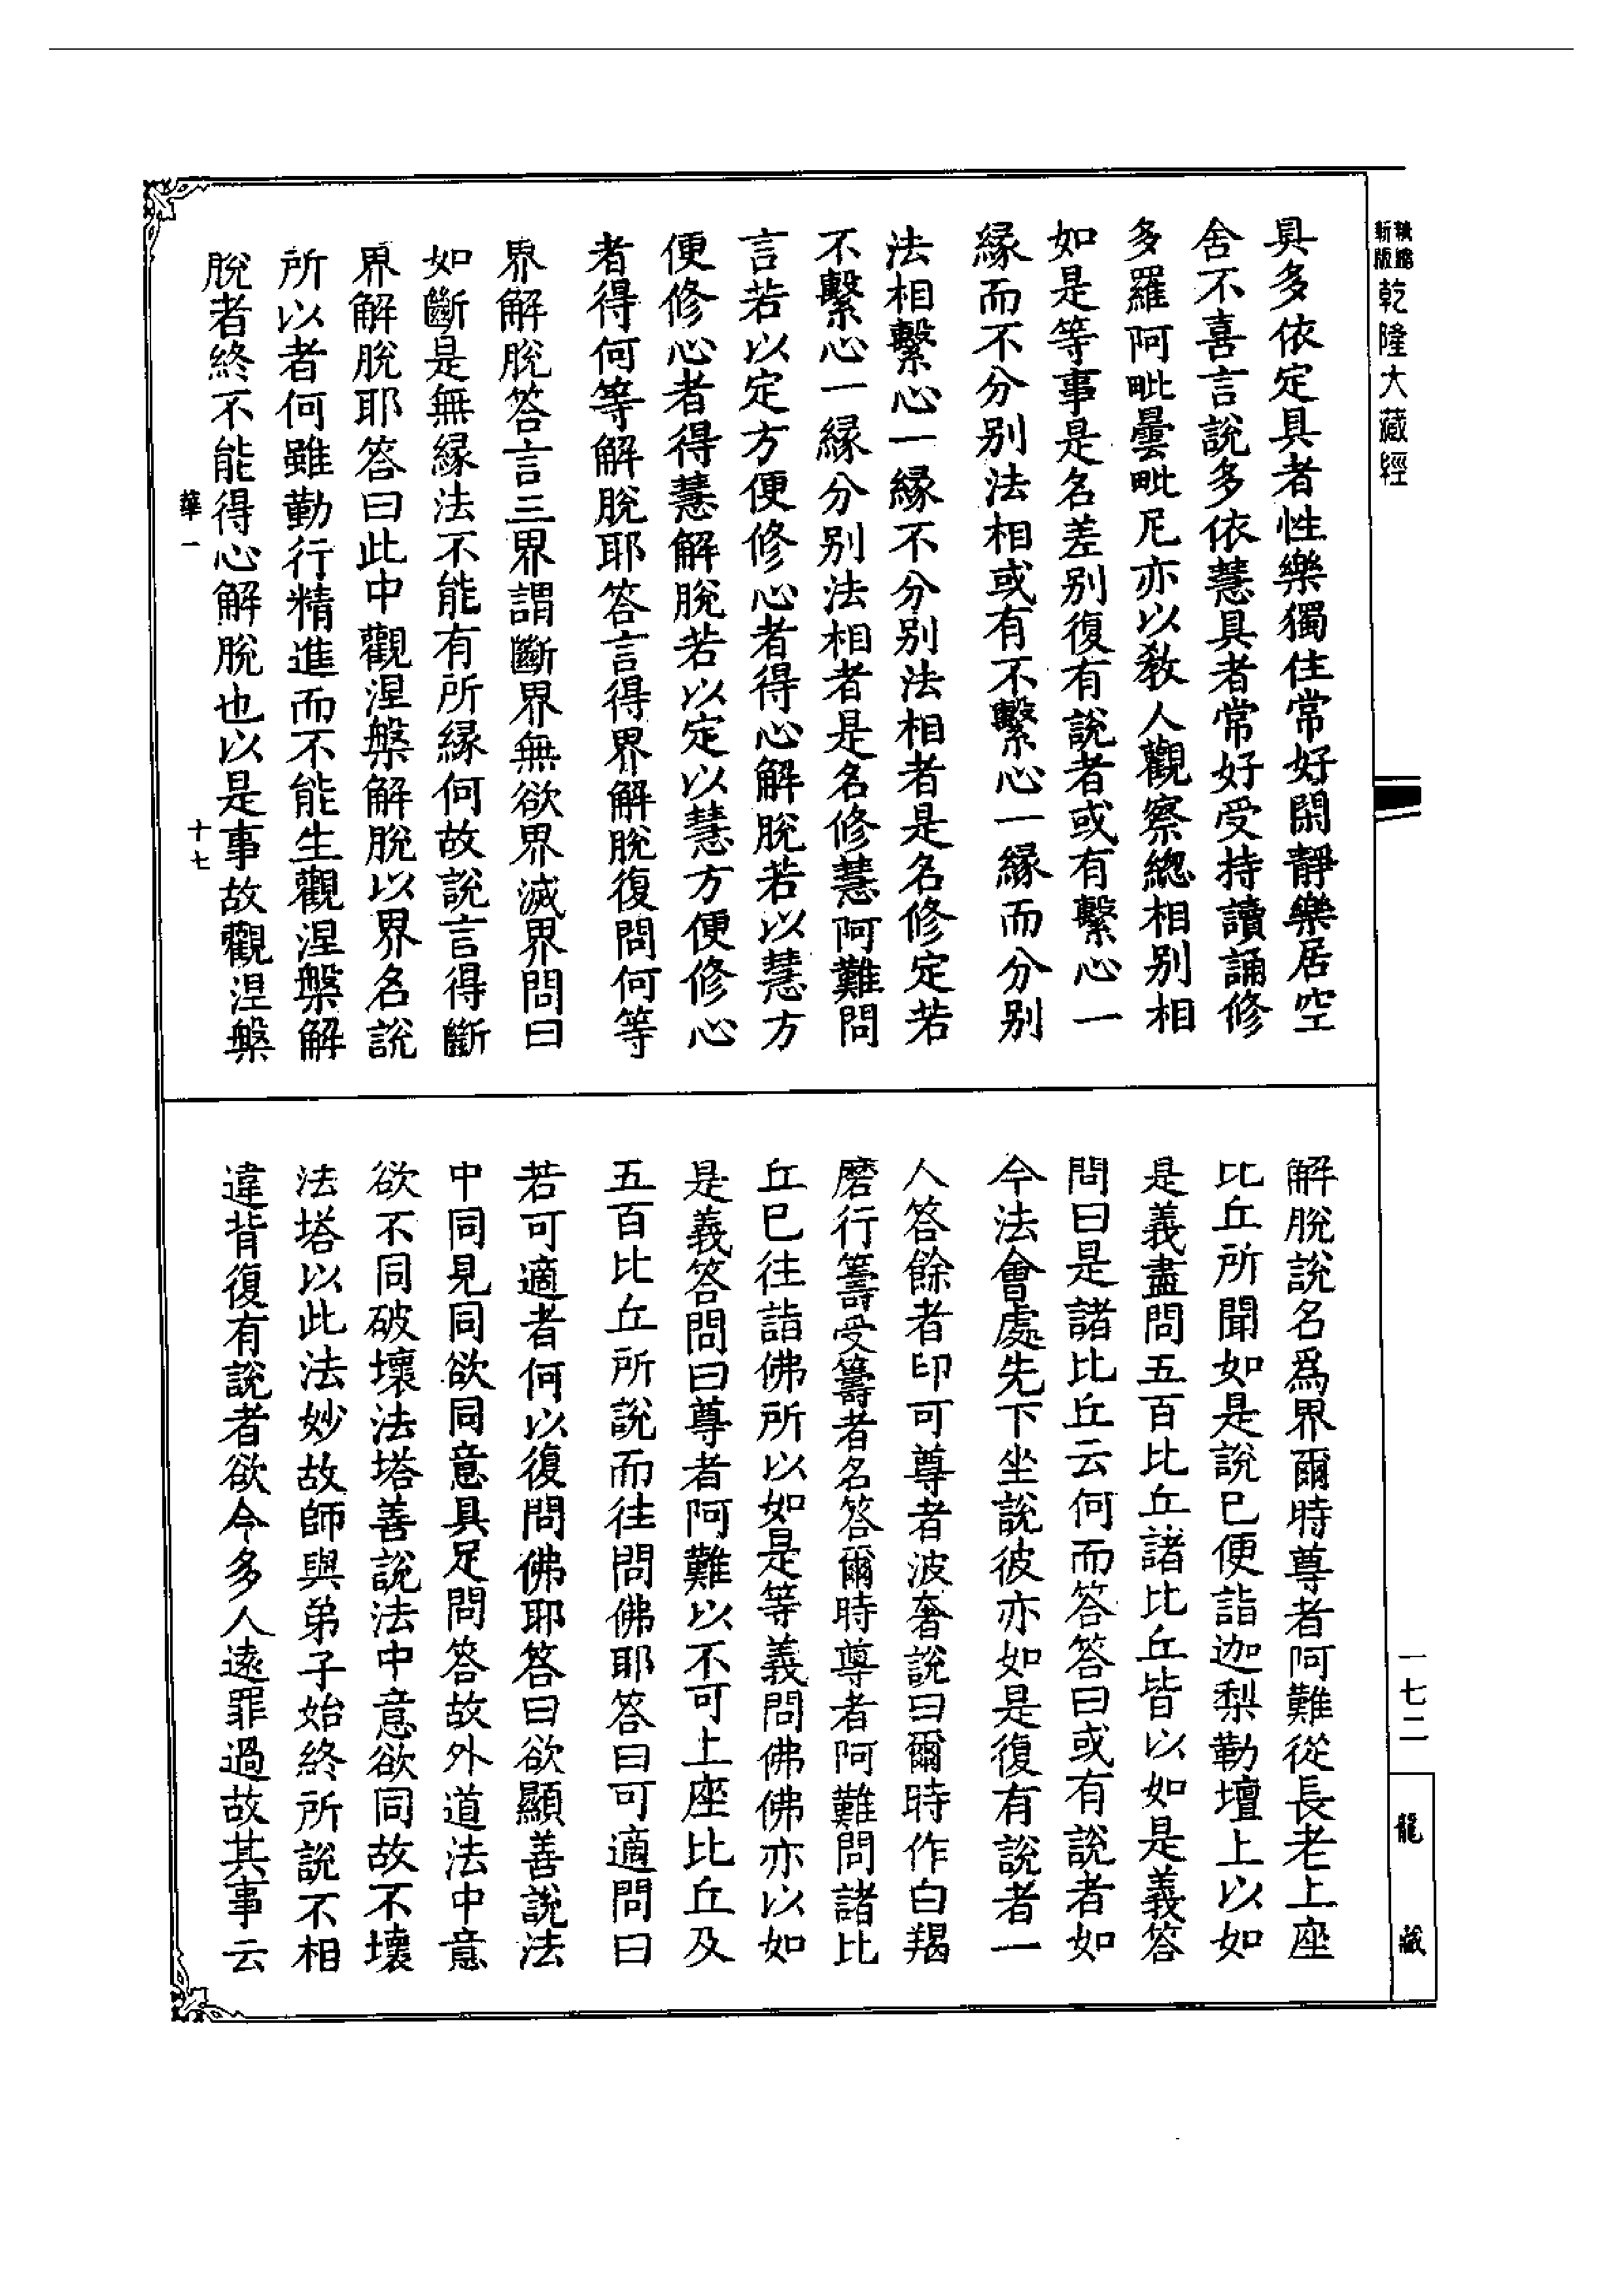 新版
乾隆大藏經
具多依定具者性樂獨住常好閑靜樂居空
舍不喜言說多依慧具者常好受持讀誦修
多羅阿毗曇毗尼亦以教人觀察總相別相
如是等事是名差別復有說者或有繫心一
緣而不分別法相或有不繫心一緣而分別
法相繫心一緣不分別法相者是名修定若
不繫心一緣分別法相者是名修慧阿難問
言若以定方便修心者得心解脫若以慧方
便修心者得慧解脫若以定以慧方便修心
者得何等解脫耶答言得界解脫復問何等
界解脫答言三界謂斷界無欲界滅界問曰
如斷是無緣法不能有所緣何故說言得斷
界解脫耶答曰此中觀涅槃解脫以界名說
所以者何雖勤行精進而不能生觀涅槃解
脫者終不能得心解脫也以是事故觀涅槃
華一
十七
解脫說名爲界爾時尊者阿難從長老上座
比丘所聞如是說已便詣迦梨勒壇上以如
是義盡問五百比丘諸比丘皆以如是義答
問曰是諸比丘云何而答答曰或有說者如
今法會處先下坐說彼亦如是復有說者一
人答餘者印可尊者波奢說曰爾時作白羯
磨行籌受籌者名答爾時尊者阿難問諸比
丘已往詣佛所以如是等義問佛佛亦以如
是義答問曰尊者阿難以不可上座比丘及
五百比丘所說而往問佛耶答曰可適問曰
若可適者何以復問佛耶答曰欲顯善說法
中同見同欲同意具足問答故外道法中意
欲不同破壞法塔善說法中意欲同故不壞
法塔以此法妙故師與弟子始終所說不相
違背復有說者欲令多人遠罪過故其事云
一七二
龍
藏